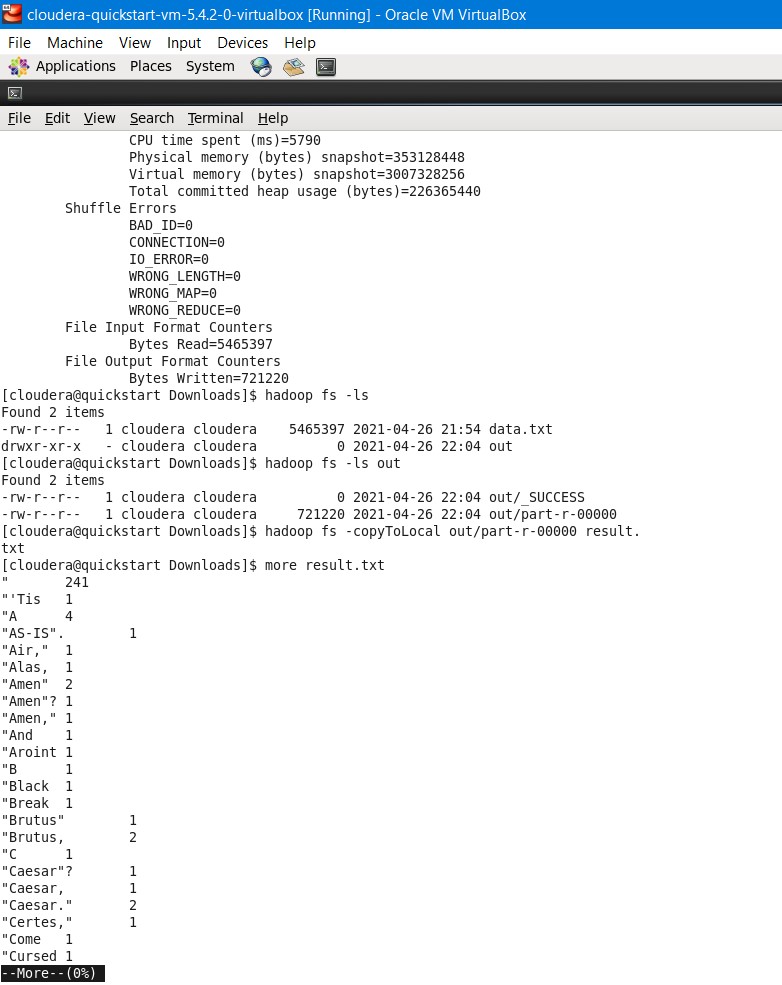 cloudera-quickstart-vm-5.4.2-0-virtualbox [Running] - Oracle VM VirtualBox
File Machine View Input Devices Help
Applications Places System
File Edit View Search Terminal Help
CPU time spent (ms)=5790
Physical memory (bytes) snapshot=353128448
Virtual memory (bytes) snapshot=3007328256
Total committed heap usage (bytes)=226365440
Shuffle Errors
BAD_ID=0
CONNECTION=0
IO_ERROR=0
WRONG_LENGTH=0
WRONG_MAP=0
WRONG_REDUCE=0
File Input Format Counters
Bytes Read=5465397
File Output Format Counters
Bytes Written=721220
[cloudera@quickstart Downloads]$ hadoop fs -ls
Found 2 items
-rw-r--r--   1 cloudera cloudera    5465397 2021-04-26 21:54 data.txt
drwxr-xr-x   - cloudera cloudera          0 2021-04-26 22:04 out
[cloudera@quickstart Downloads]$ hadoop fs -ls out
Found 2 items
-rw-r--r--   1 cloudera cloudera          0 2021-04-26 22:04 out/_SUCCESS
-rw-r--r--   1 cloudera cloudera     721220 2021-04-26 22:04 out/part-r-00000
[cloudera@quickstart Downloads]$ hadoop fs -copyToLocal out/part-r-00000 result.
txt
[cloudera@quickstart Downloads]$ more result.txt
"       241
"'Tis   1
"A      4
"AS-IS".        1
"Air,"  1
"Alas,  1
"Amen"  2
"Amen"? 1
"Amen," 1
"And    1
"Aroint 1
"B      1
"Black  1
"Break  1
"Brutus"        1
"Brutus,        2
"C      1
"Caesar"?       1
"Caesar,        1
"Caesar."       2
"Certes,"       1
"Come   1
"Cursed 1
--More--(0%)